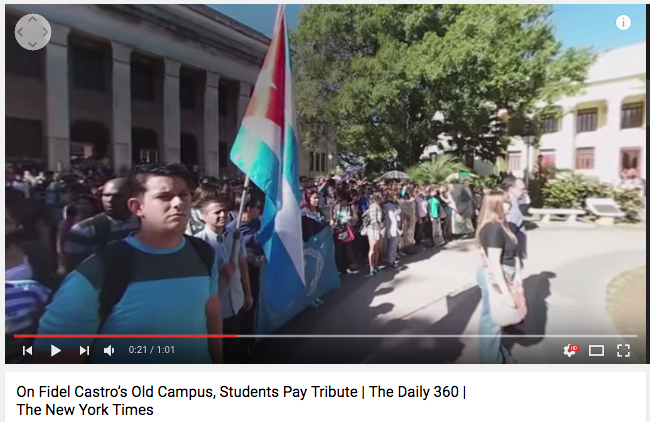 0:21 / 1:01
HD
On Fidel Castro's Old Campus, Students Pay Tribute | The Daily 360 |
The New York Times